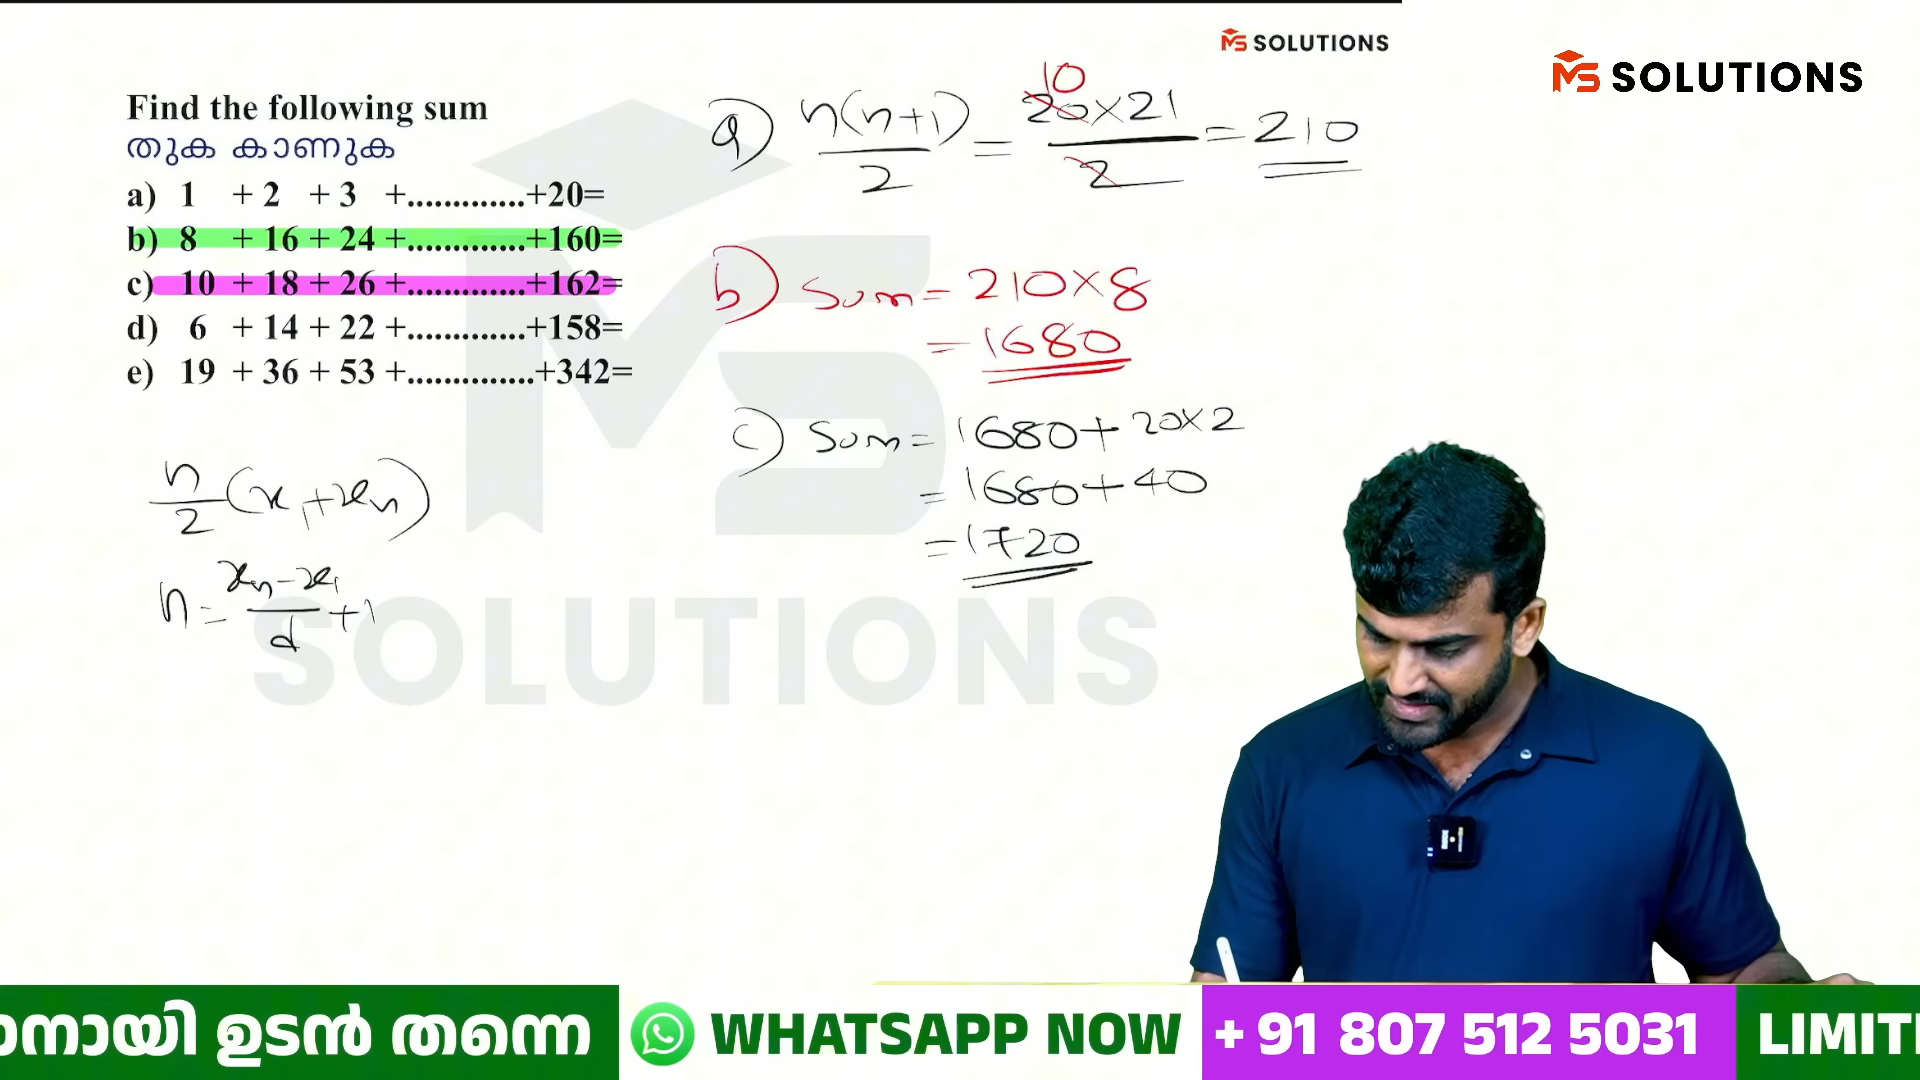 MS SOLUTIONS
MS SOLUTIONS
Find the following sum
തുക കാണുക
a) 1 + 2 + 3 +.............+20=
b) 8 + 16 + 24 +.............+160=
c) 10 + 18 + 26 +.............+162=
d) 6 + 14 + 22 +.............+158=
e) 19 + 36 + 53 +..............+342=
n/2 (x₁+xₙ)
n = (xₙ-x₁)/d +1
a) n(n+1)/2 = 20×21/2 = 210
10
b) Sum = 210×8
= 1680
c) Sum = 1680+20×2
= 1680+40
= 1720
MS
SOLUTIONS
നായി ഉടൻ തന്നെ WHATSAPP NOW + 91 807 512 5031